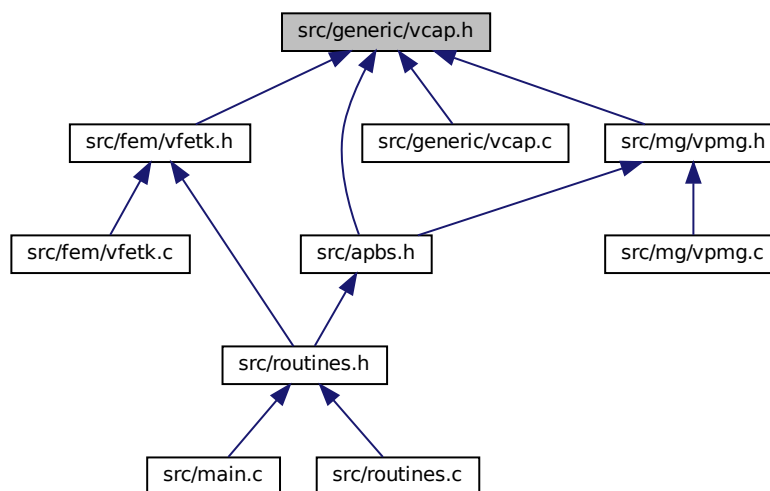 src/generic/vcap.h
src/fem/vfetk.h
src/generic/vcap.c
src/mg/vpmg.h
src/fem/vfetk.c
src/apbs.h
src/mg/vpmg.c
src/routines.h
src/main.c
src/routines.c